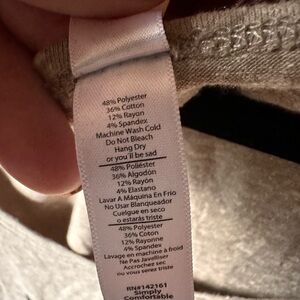 48% Polyester
36% Cotton
12% Rayon
4% Spandex
Machine Wash Cold
Do Not Bleach
Hang Dry
or you'll be sad
48% Poliéster
36% Algodón
12% Rayón
4% Elastano
Lavar A Máquina En Frio
No Usar Blanqueador
Cuelgue en seco
o estarás triste
48% Polyester
36% Coton
12% Rayonne
4% Spandex
Lavage en machine à froid
Ne Pas Javelliser
Accrochez sec
ou vous serez triste
RN#142161
Simply
Comfortable